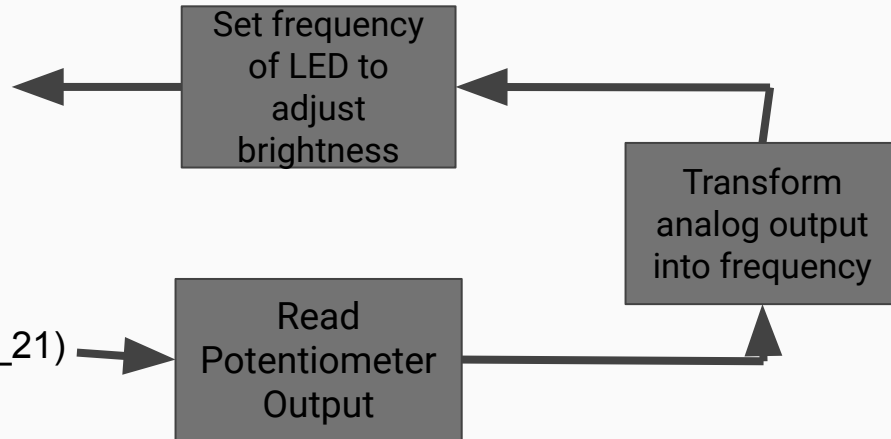 Set frequency
of LED to
adjust
brightness
Transform
analog output
into frequency
_21)
Read
Potentiometer
Output